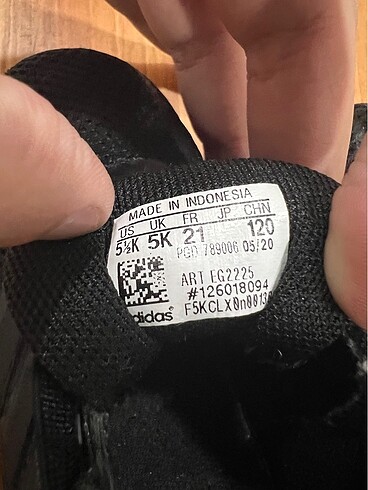 MADE IN INDONESIA
US UK FR JP CHN
5½K 5K 21 120
PGD 789006 05/20
ART EG2225
#126018094
adidas®